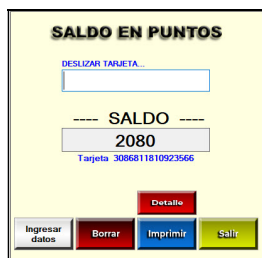 SALDO EN PUNTOS
DESLIZAR TARJETA...
---- SALDO ----
2080
Tarjeta 3086811810923566
Detalle
Ingresar
datos
Borrar
Imprimir
Salir